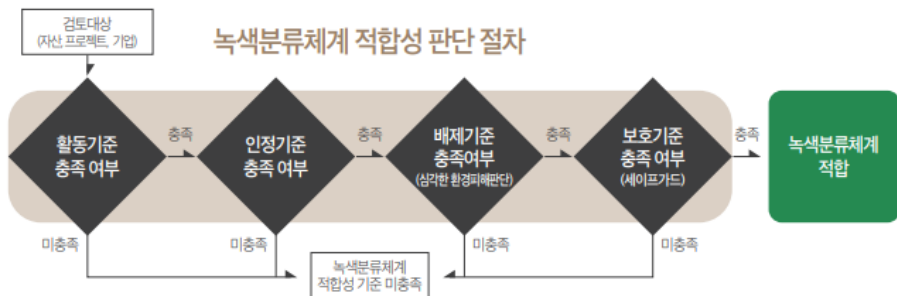 검토대상
(자산, 프로젝트, 기업)
녹색분류체계 적합성 판단 절차
활동기준
충족 여부
충족
인정기준
충족 여부
충족
배제기준
충족여부
(심각한 환경피해판단)
충족
보호기준
충족 여부
(세이프가드)
충족
녹색분류체계
적합
미충족
미충족
미충족
미충족
녹색분류체계
적합성 기준 미충족